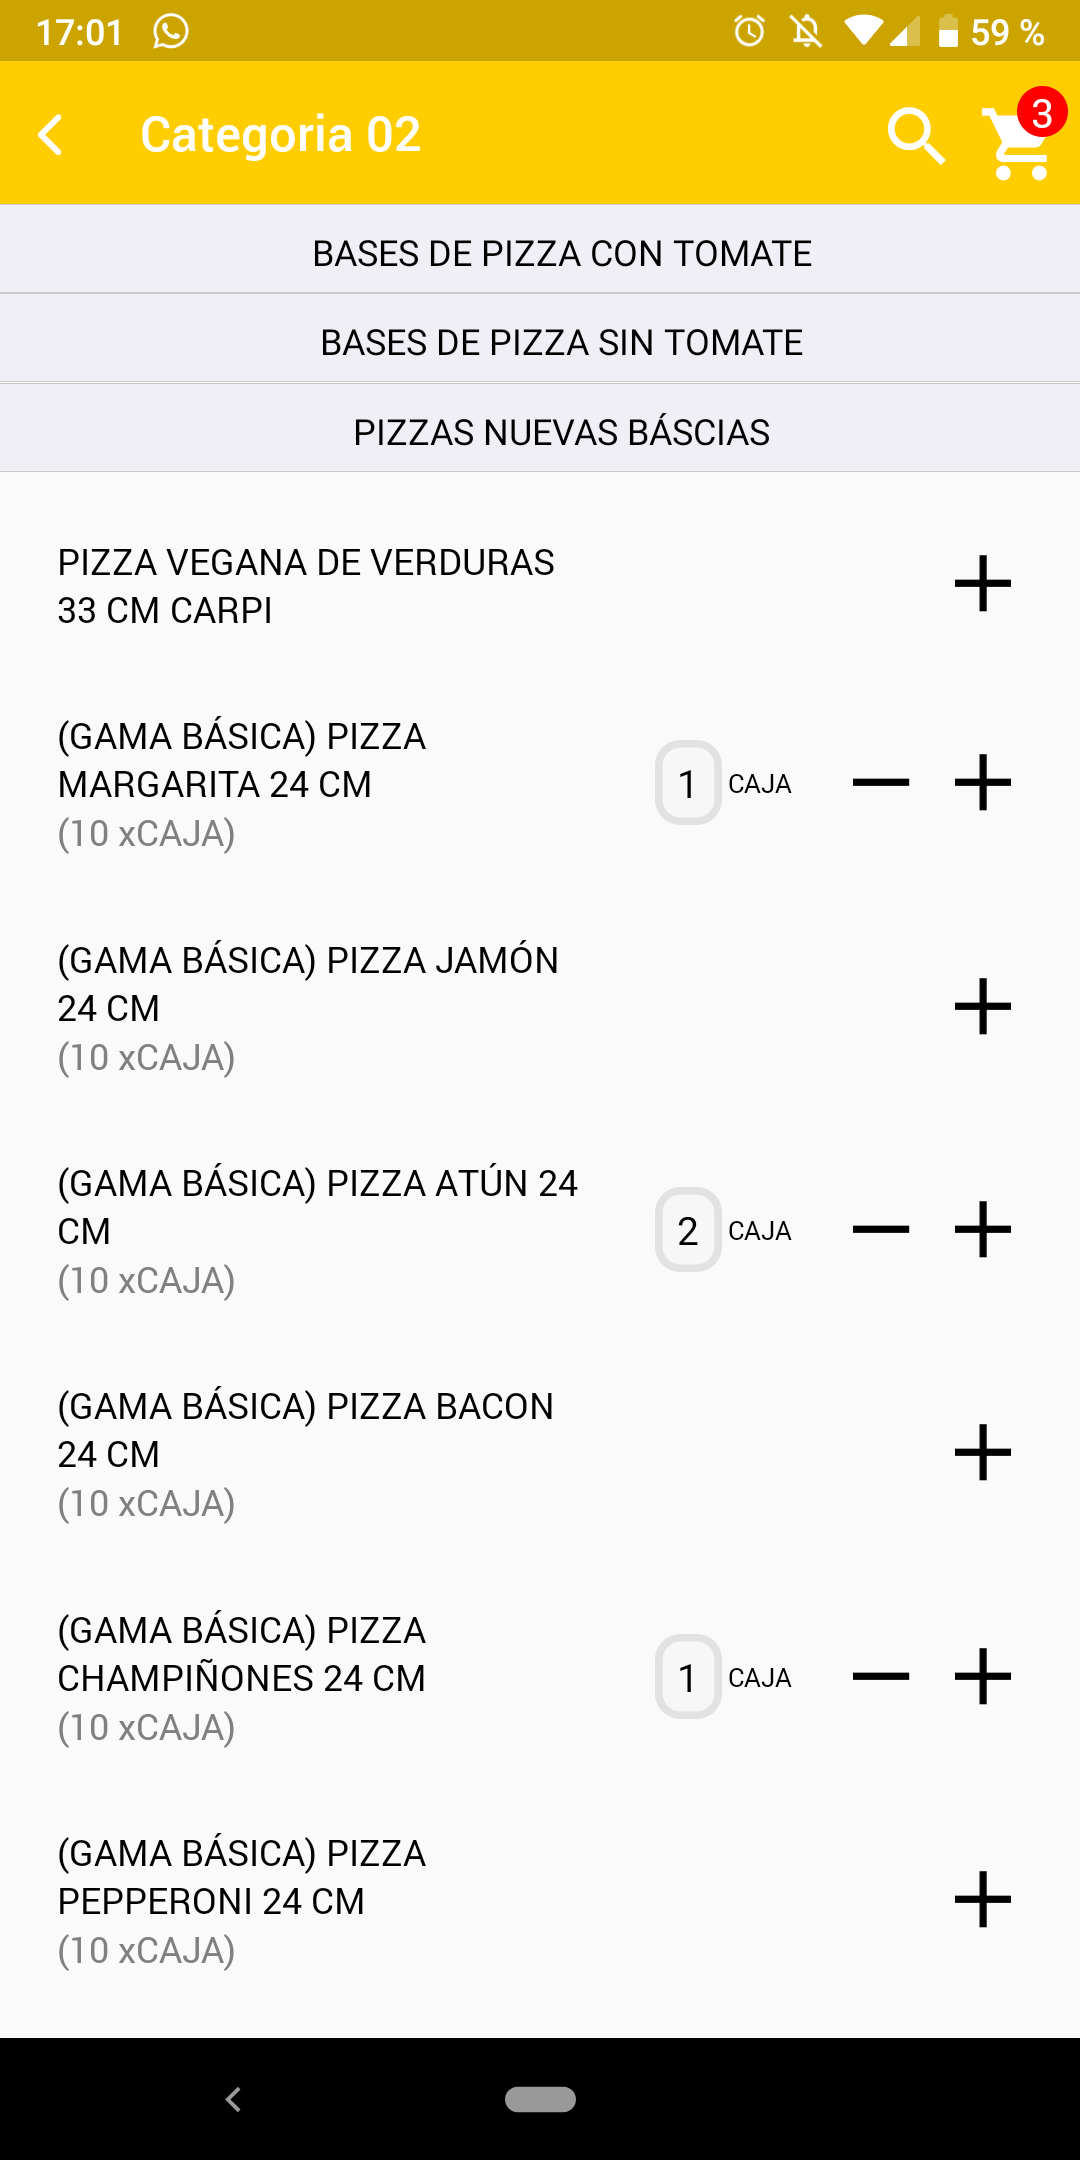 17:01
59 %
Categoria 02
3
BASES DE PIZZA CON TOMATE
BASES DE PIZZA SIN TOMATE
PIZZAS NUEVAS BÁSCIAS
PIZZA VEGANA DE VERDURAS
33 CM CARPI
(GAMA BÁSICA) PIZZA
MARGARITA 24 CM
(10 xCAJA)
1 CAJA
(GAMA BÁSICA) PIZZA JAMÓN
24 CM
(10 xCAJA)
(GAMA BÁSICA) PIZZA ATÚN 24
CM
(10 xCAJA)
2 CAJA
(GAMA BÁSICA) PIZZA BACON
24 CM
(10 xCAJA)
(GAMA BÁSICA) PIZZA
CHAMPIÑONES 24 CM
(10 xCAJA)
1 CAJA
(GAMA BÁSICA) PIZZA
PEPPERONI 24 CM
(10 xCAJA)